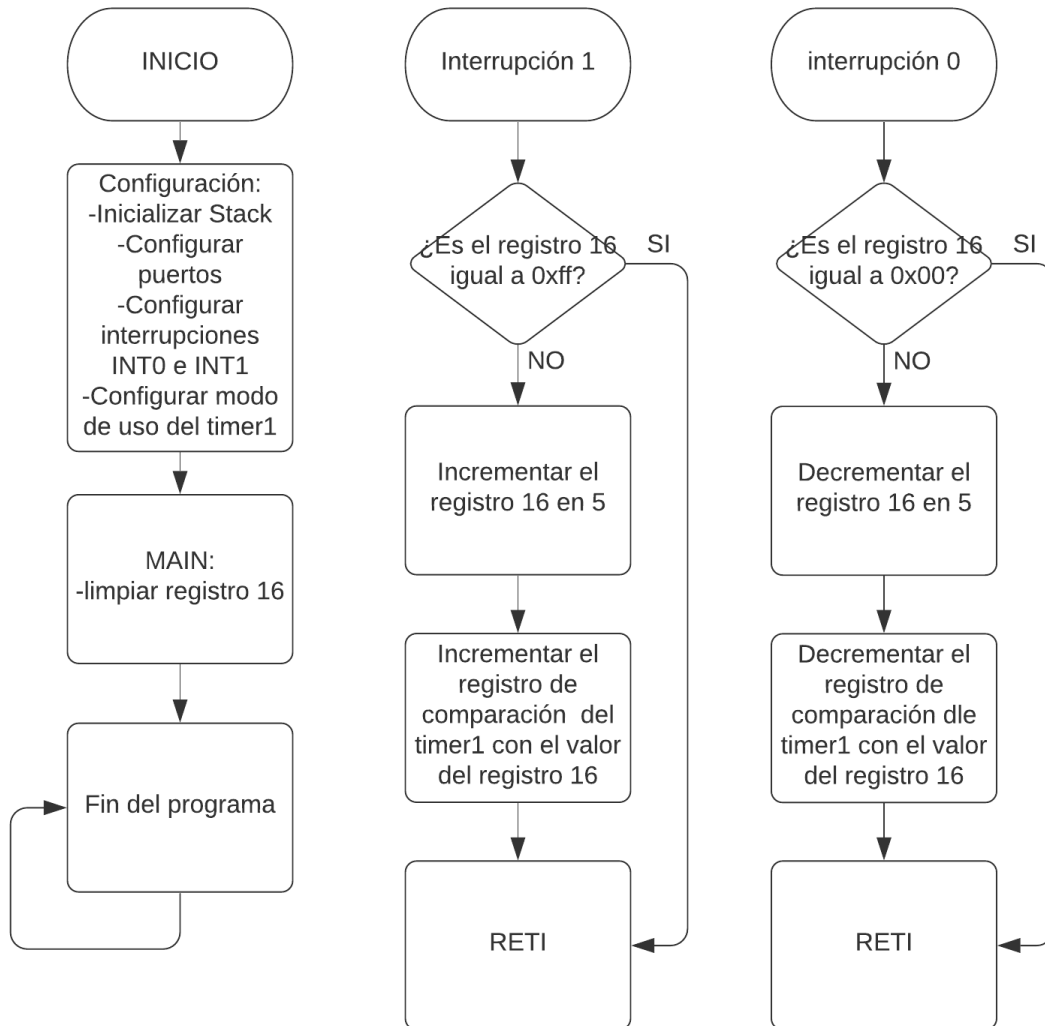 INICIO
Configuración:
-Inicializar Stack
-Configurar
puertos
-Configurar
interrupciones
INT0 e INT1
-Configurar modo
de uso del timer1
MAIN:
-limpiar registro 16
Fin del programa
Interrupción 1
¿Es el registro 16
igual a 0xff?
SI
NO
Incrementar el
registro 16 en 5
Incrementar el
registro de
comparación del
timer1 con el valor
del registro 16
RETI
interrupción 0
¿Es el registro 16
igual a 0x00?
SI
NO
Decrementar el
registro 16 en 5
Decrementar el
registro de
comparación dle
timer1 con el valor
del registro 16
RETI